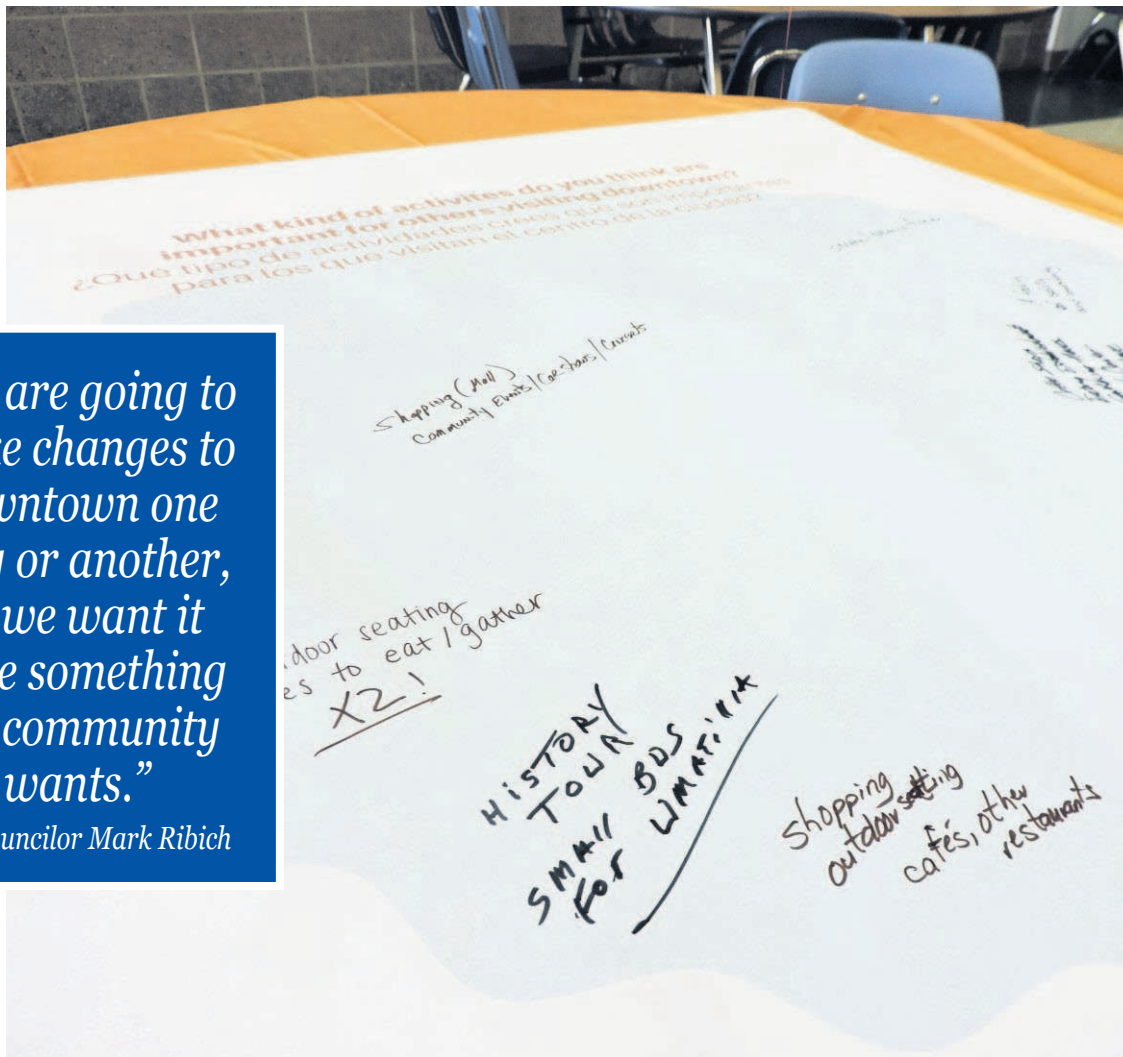 What kind of activites do you think are
important for others visiting downtown?
¿Qué tipo de actividades crees que son importantes
para los que visitan el centro de la ciudad?
Shopping (Mall)
Community Events/Car-shows/Concerts
are going to
e changes to
wntown one
or another,
we want it
e something
community
wants.”
uncilor Mark Ribich
door seating
es to eat / gather
X2!
HISTORY
TOUR
SMAll BUS
FOR
shopping
outdoor seating
cafés, other
restaurants